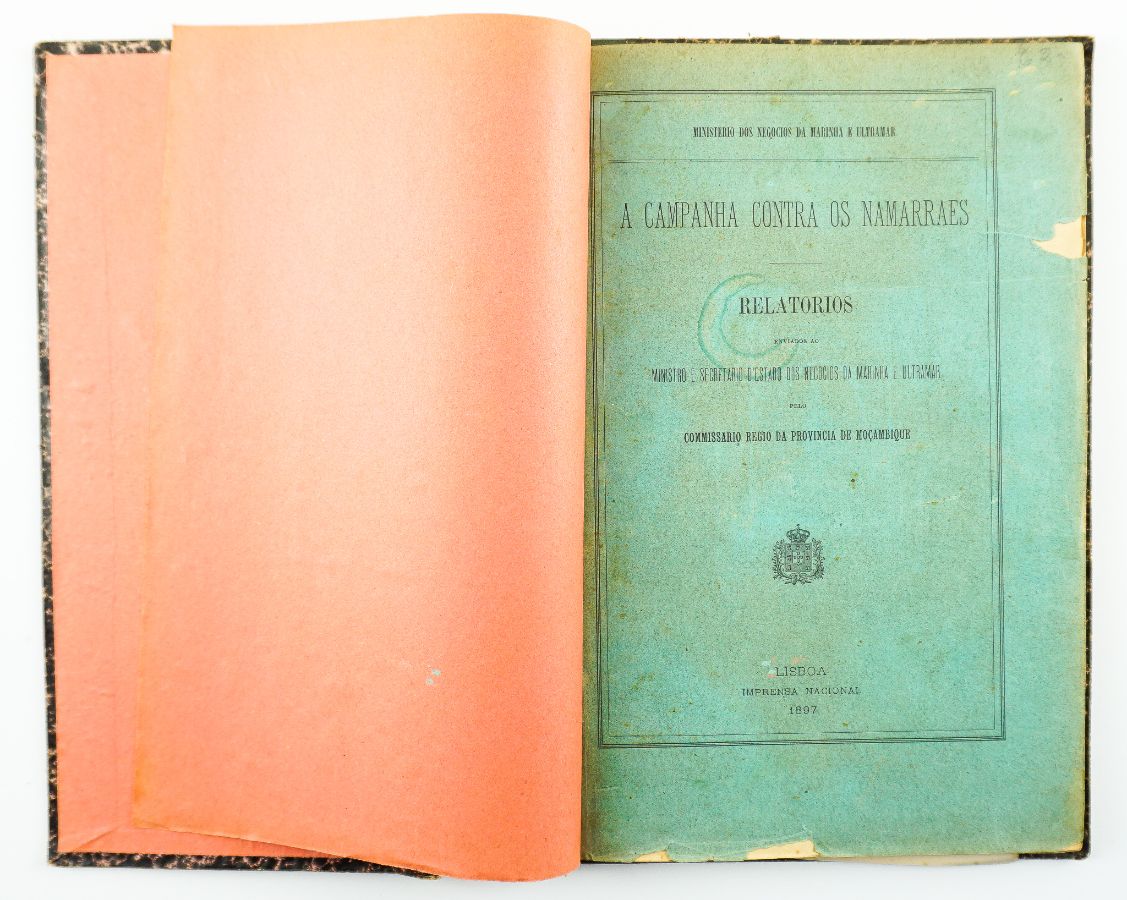 MINISTERIO DOS NEGOCIOS DA MARINHA E ULTRAMAR
A CAMPANHA CONTRA OS NAMARRAES
RELATORIOS
ENVIADOS AO
MINISTRO E SECRETARIO D'ESTADO DOS NEGOCIOS DA MARINHA E ULTRAMAR
PELO
COMMISSARIO REGIO DA PROVINCIA DE MOÇAMBIQUE
LISBOA
IMPRENSA NACIONAL
1897